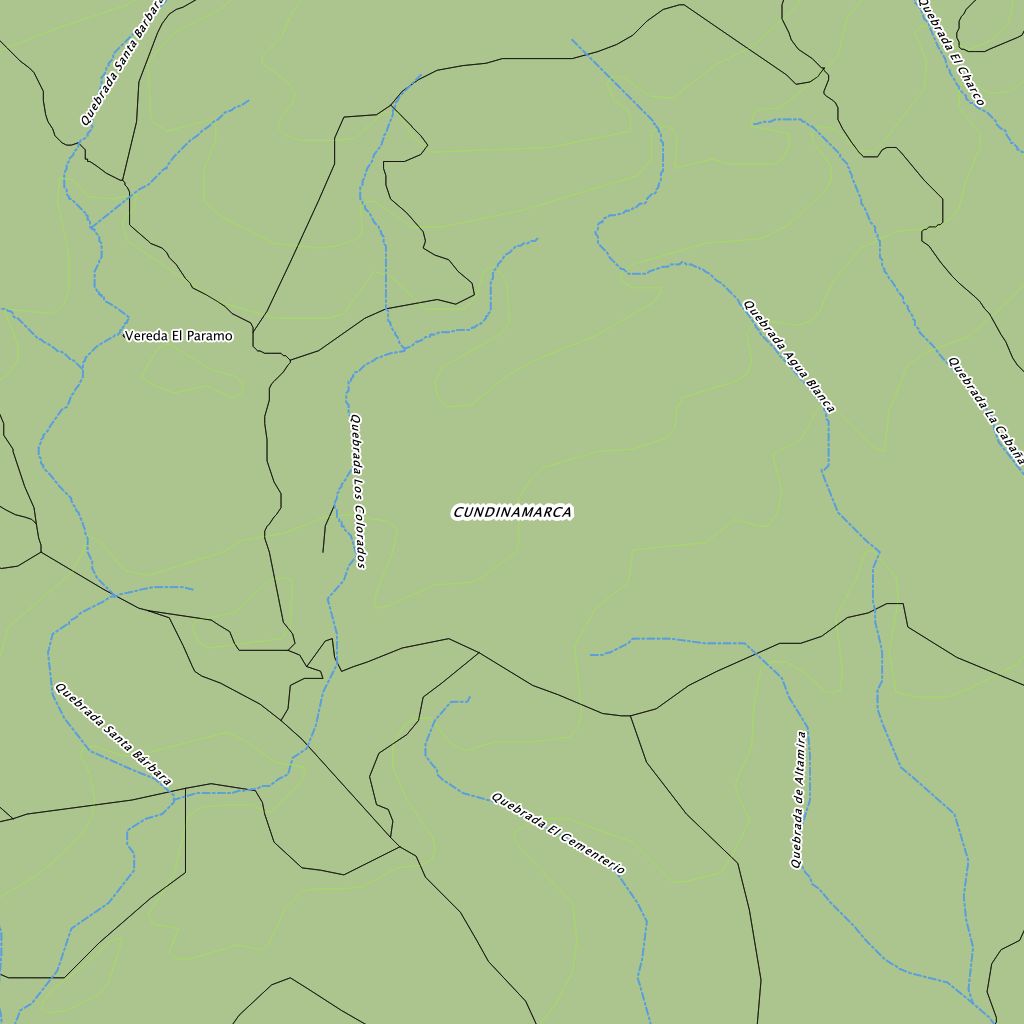 Quebrada Santa Barbara
Quebrada El Charco
Vereda El Paramo
Quebrada Agua Blanca
Quebrada La Cabaña
Quebrada Los Colorados
CUNDINAMARCA
Quebrada Santa Bárbara
Quebrada de Altamira
Quebrada El Cementerio